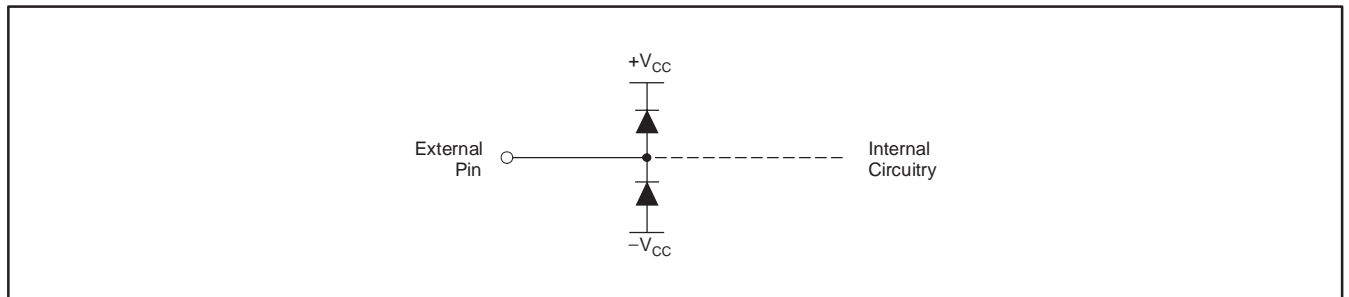 +VCC
External
Pin
Internal
Circuitry
−VCC